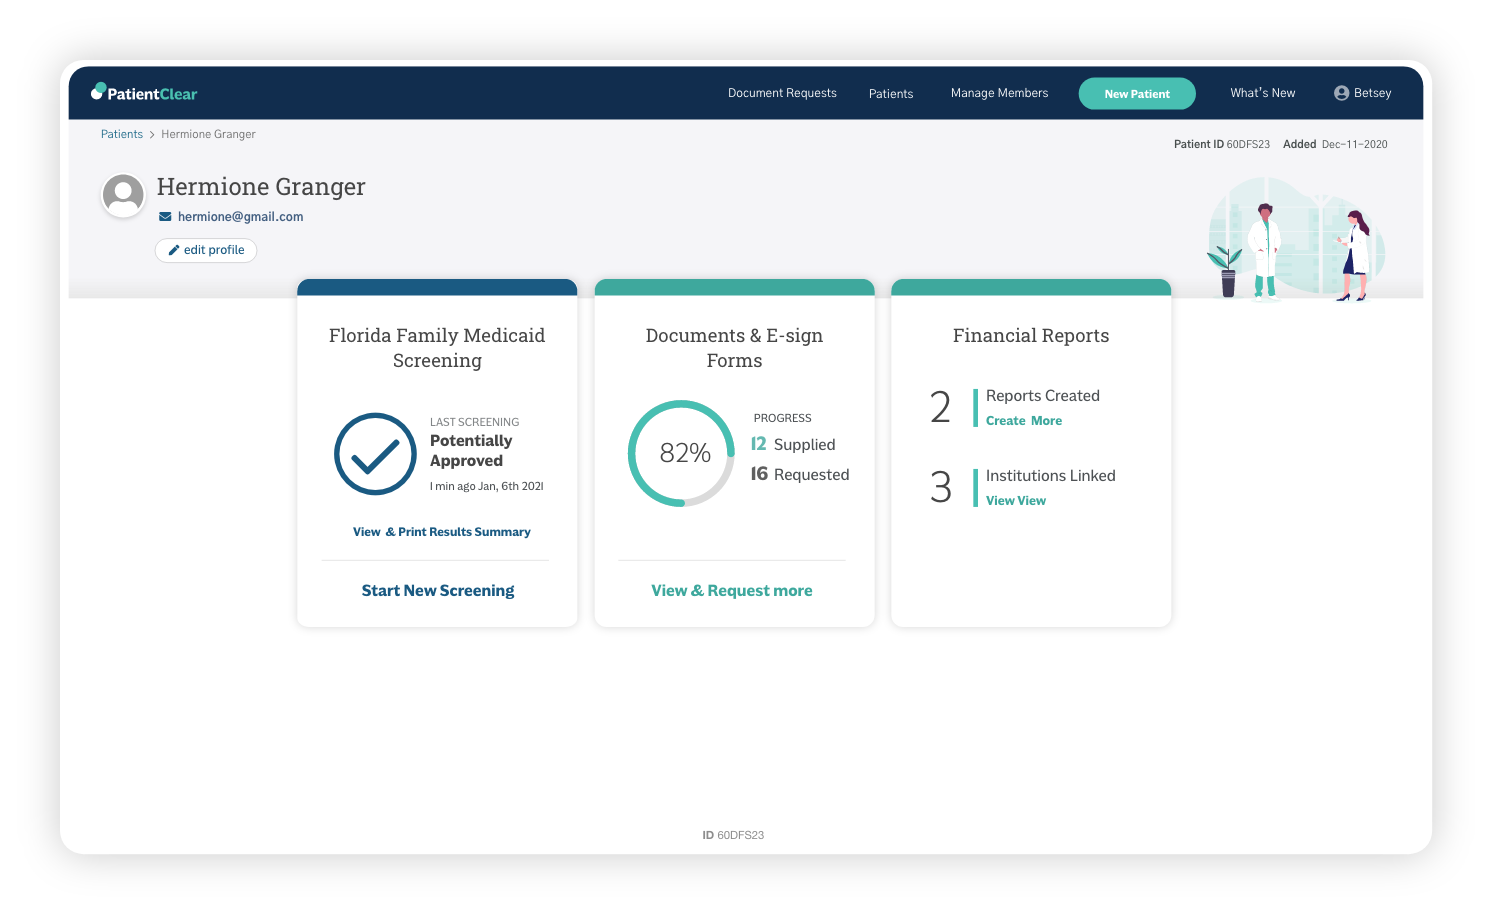 PatientClear
Document Requests
Patients
Manage Members
New Patient
What's New
Betsey
Patients > Hermione Granger
Patient ID 60DFS23 Added Dec-11-2020
Hermione Granger
hermione@gmail.com
edit profile
Florida Family Medicaid
Screening
LAST SCREENING
Potentially
Approved
1 min ago Jan, 6th 2021
View & Print Results Summary
Start New Screening
Documents & E-sign
Forms
82%
PROGRESS
12 Supplied
16 Requested
View & Request more
Financial Reports
2 Reports Created
Create More
3 Institutions Linked
View View
ID 60DFS23